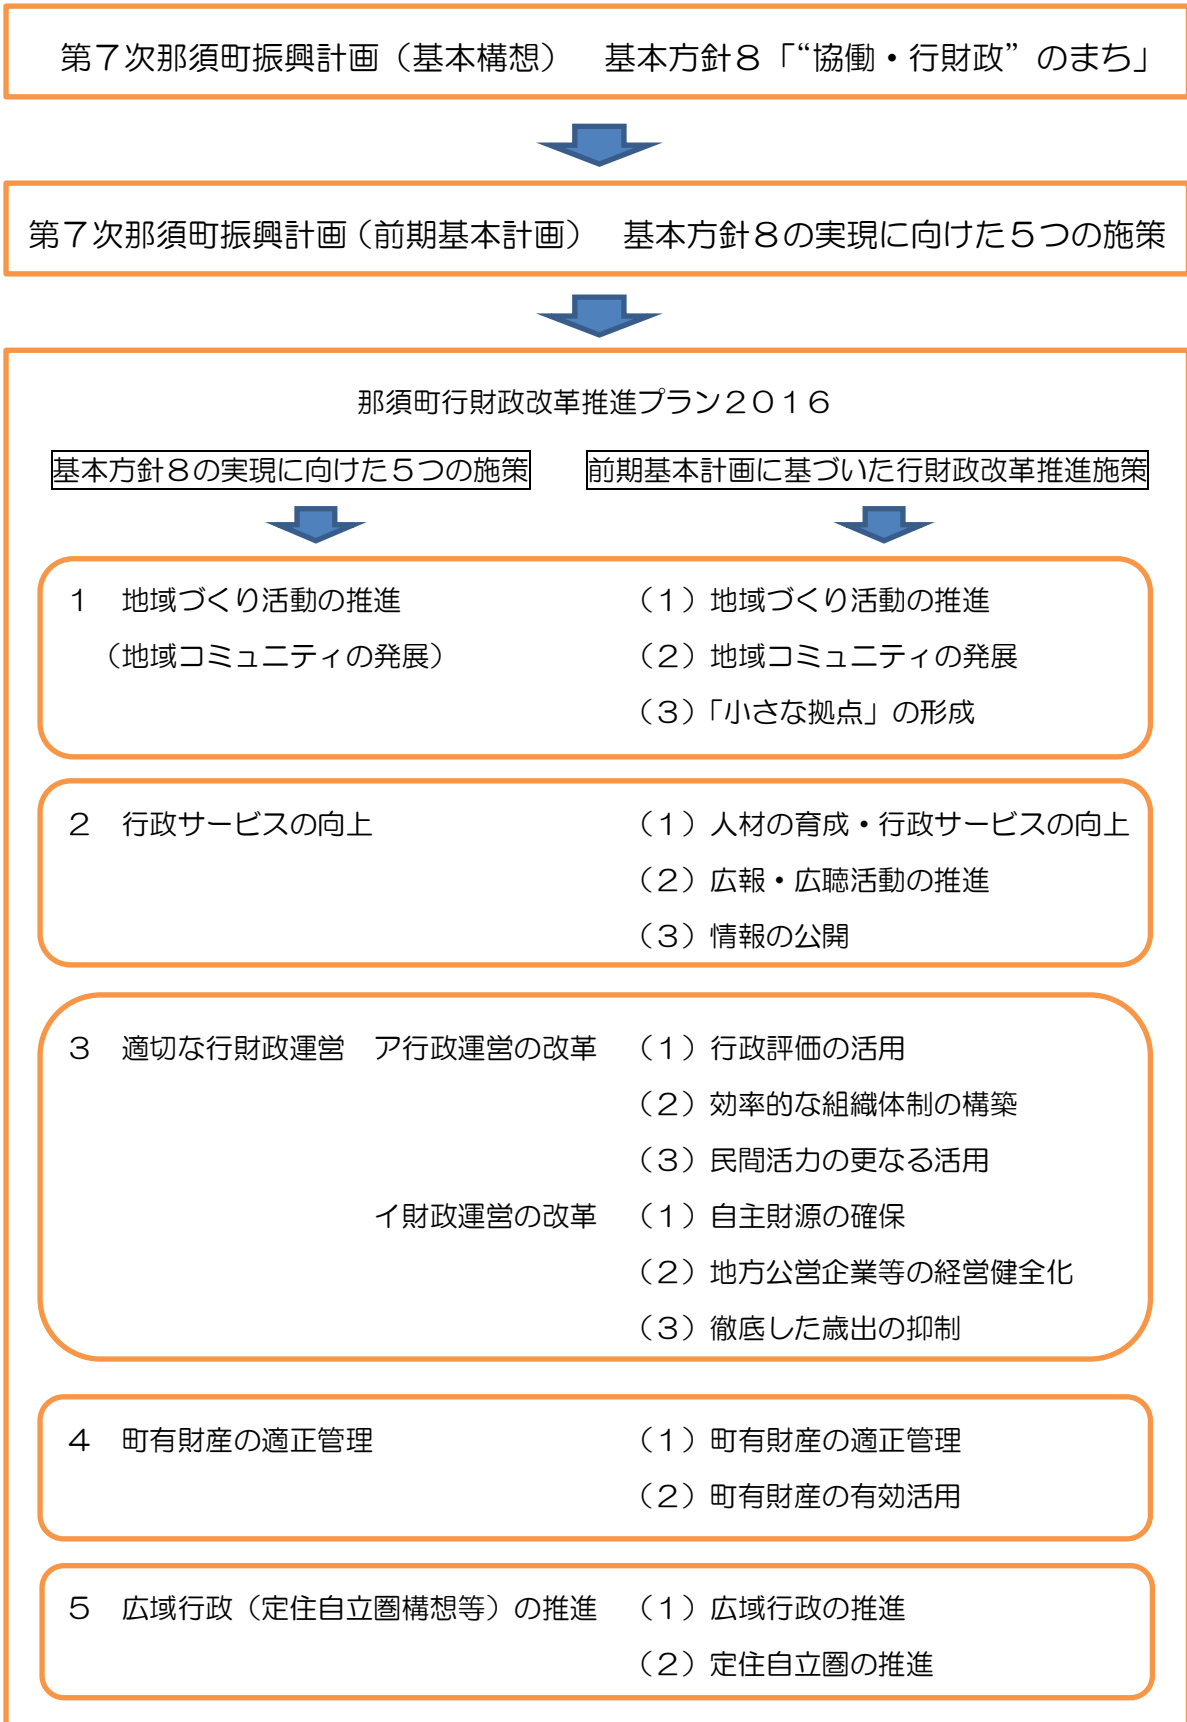 第7次那須町振興計画（基本構想）　基本方針8「“協働・行財政”のまち」
第7次那須町振興計画（前期基本計画）　基本方針8の実現に向けた5つの施策
那須町行財政改革推進プラン2016
基本方針8の実現に向けた5つの施策　前期基本計画に基づいた行財政改革推進施策
1　地域づくり活動の推進　（1）地域づくり活動の推進
（地域コミュニティの発展）　（2）地域コミュニティの発展
（3）「小さな拠点」の形成
2　行政サービスの向上　（1）人材の育成・行政サービスの向上
（2）広報・広聴活動の推進
（3）情報の公開
3　適切な行財政運営　ア行政運営の改革　（1）行政評価の活用
（2）効率的な組織体制の構築
（3）民間活力の更なる活用
イ財政運営の改革　（1）自主財源の確保
（2）地方公営企業等の経営健全化
（3）徹底した歳出の抑制
4　町有財産の適正管理　（1）町有財産の適正管理
（2）町有財産の有効活用
5　広域行政（定住自立圏構想等）の推進　（1）広域行政の推進
（2）定住自立圏の推進